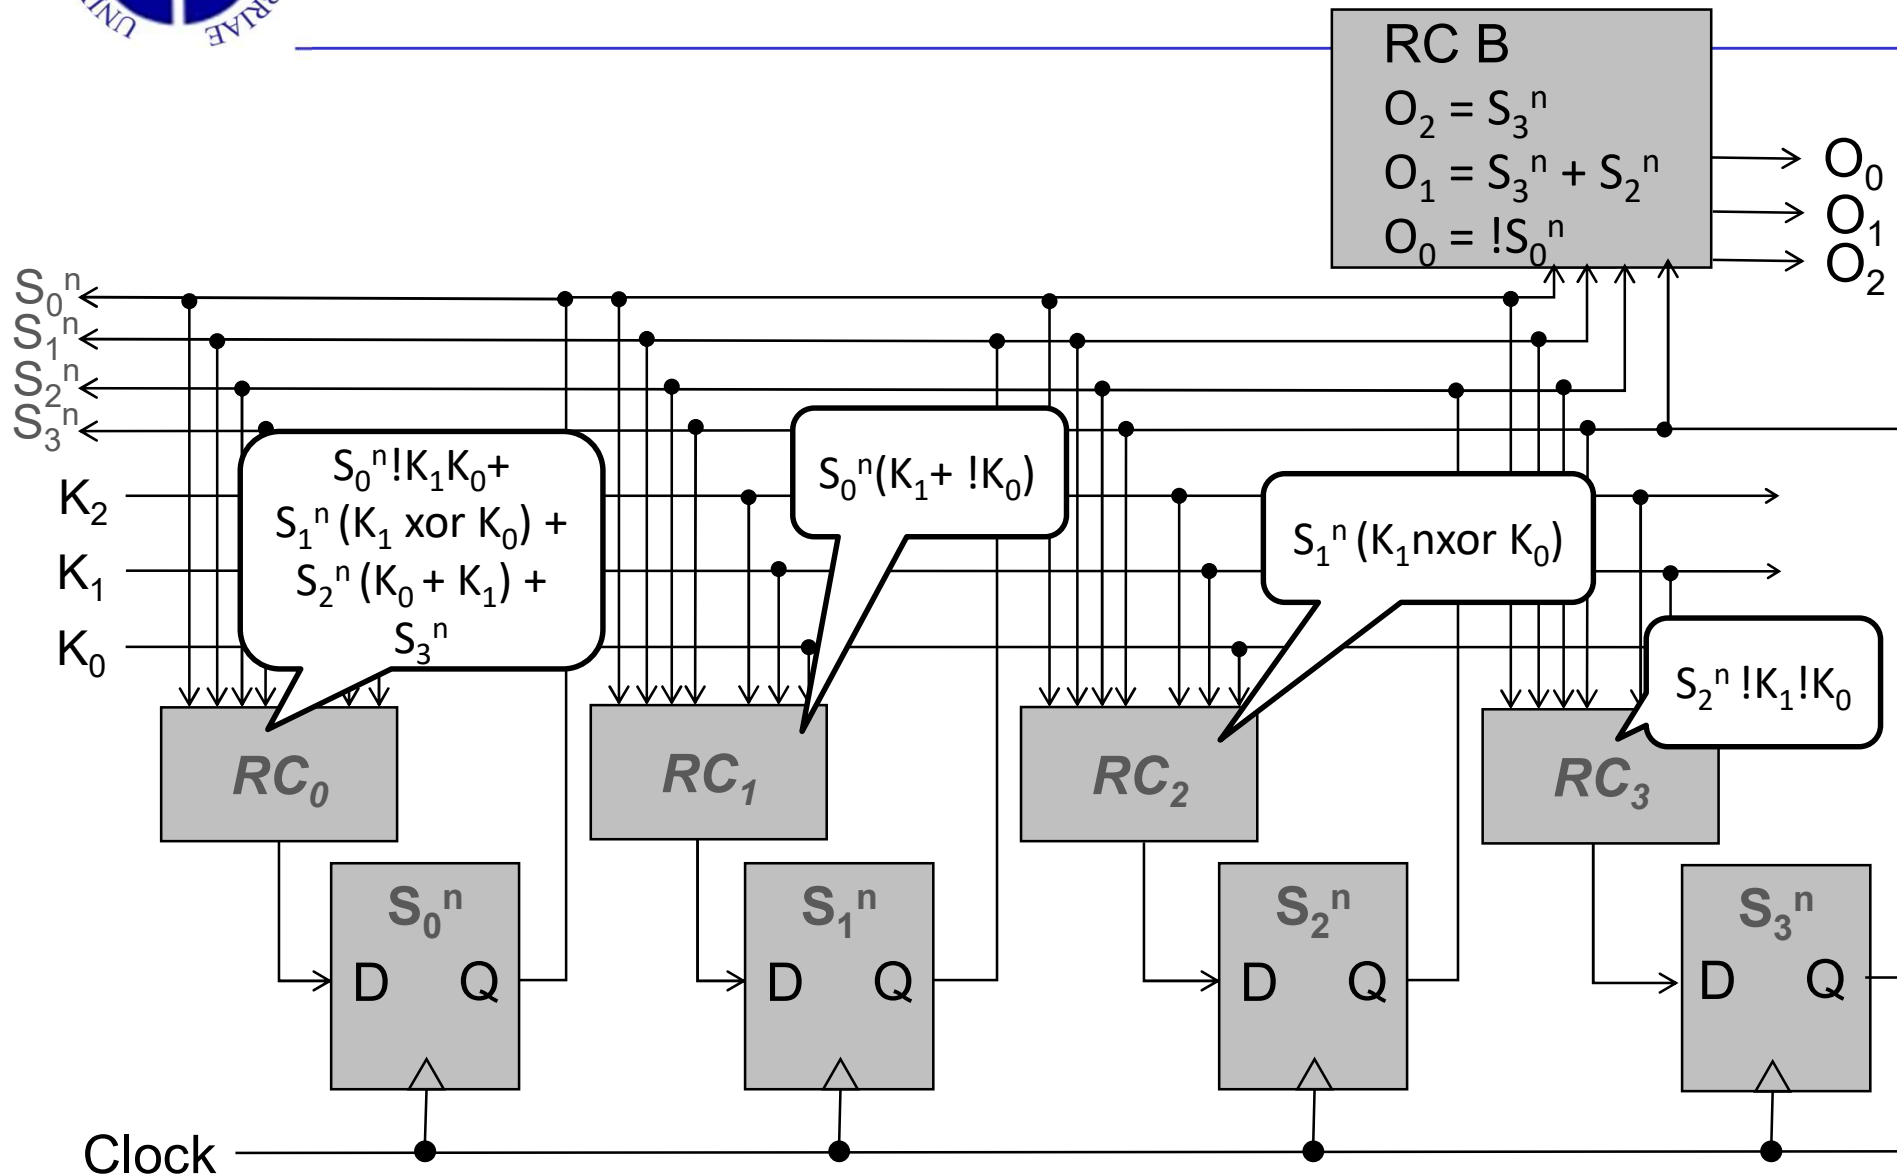 UNI
BRIAE
RC B
O₂ = S₃ⁿ
O₁ = S₃ⁿ + S₂ⁿ
O₀ = !S₀ⁿ
O₀
O₁
O₂
S₀ⁿ
S₁ⁿ
S₂ⁿ
S₃ⁿ
K₂
K₁
K₀
S₀ⁿ!K₁K₀+
S₁ⁿ (K₁ xor K₀) +
S₂ⁿ (K₀ + K₁) +
S₃ⁿ
S₀ⁿ(K₁+ !K₀)
S₁ⁿ (K₁nxor K₀)
S₂ⁿ !K₁!K₀
RC₀
RC₁
RC₂
RC₃
S₀ⁿ
D Q
S₁ⁿ
D Q
S₂ⁿ
D Q
S₃ⁿ
D Q
Clock